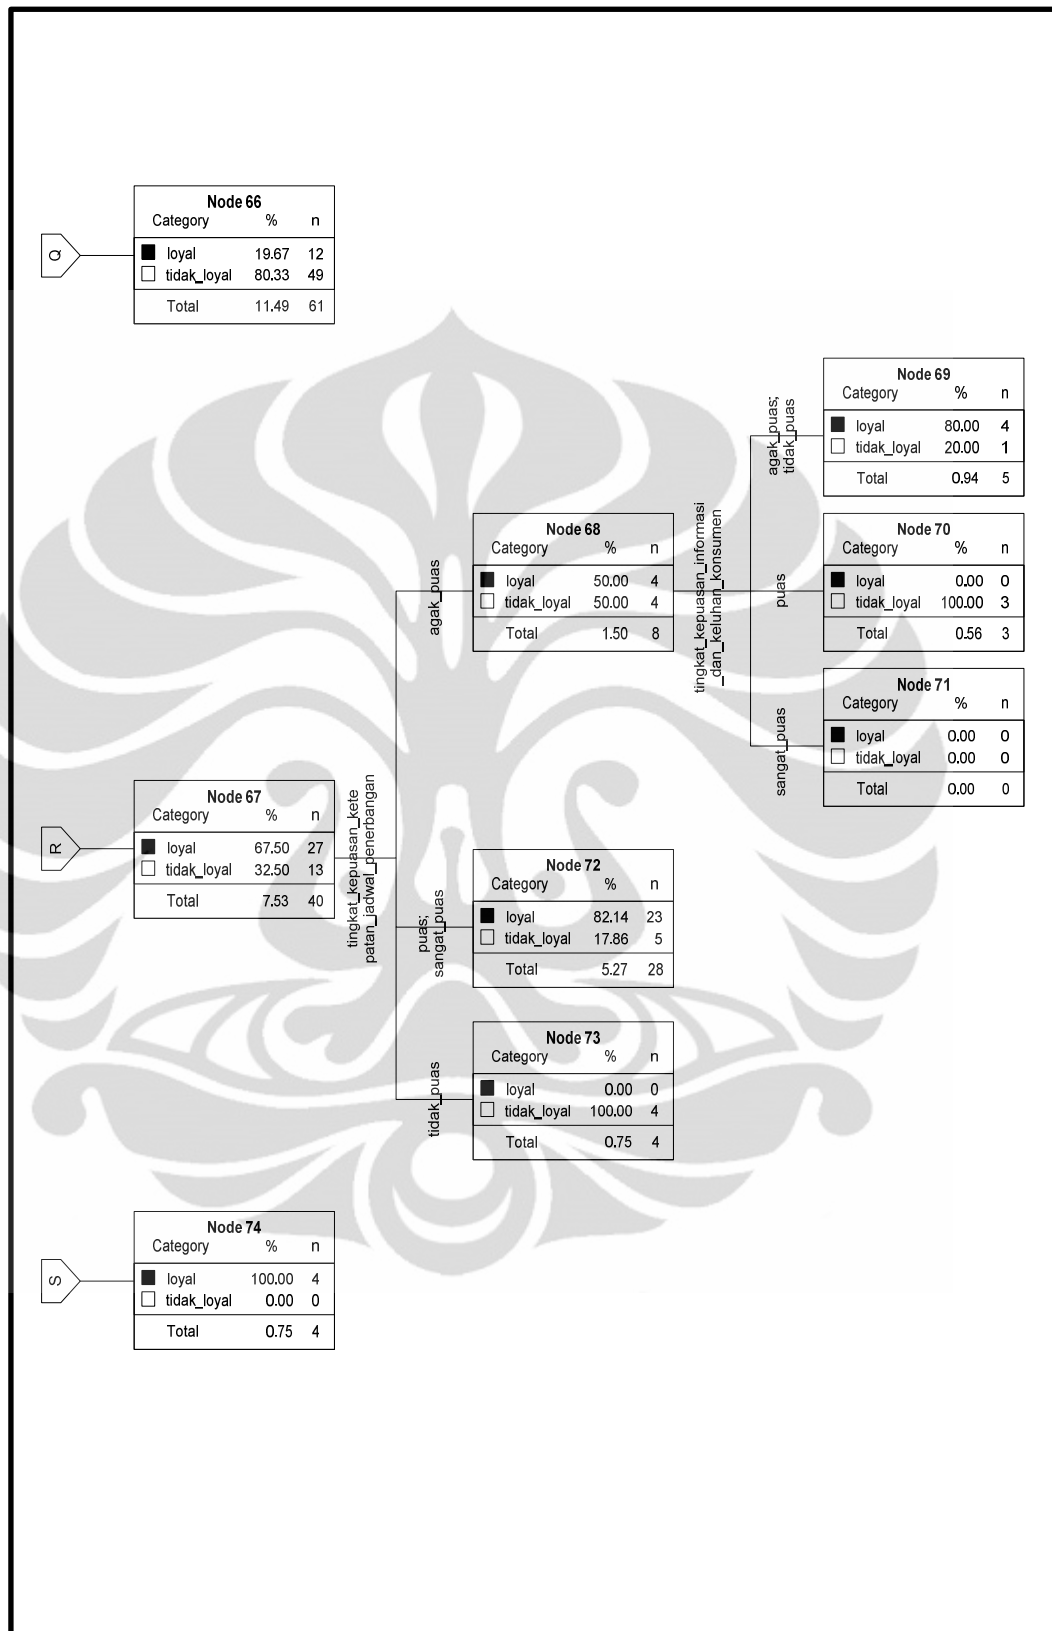 Q
Node 66
Category % n
loyal 19.67 12
tidak_loyal 80.33 49
Total 11.49 61
R
Node 67
Category % n
loyal 67.50 27
tidak_loyal 32.50 13
Total 7.53 40
tingkat_kepuasan_kete
patan_jadwal_penerbangan
agak_puas
Node 68
Category % n
loyal 50.00 4
tidak_loyal 50.00 4
Total 1.50 8
tingkat_kepuasan_informasi
_dan_keluhan_konsumen
agak_puas;
tidak_puas
Node 69
Category % n
loyal 80.00 4
tidak_loyal 20.00 1
Total 0.94 5
puas
Node 70
Category % n
loyal 0.00 0
tidak_loyal 100.00 3
Total 0.56 3
sangat_puas
Node 71
Category % n
loyal 0.00 0
tidak_loyal 0.00 0
Total 0.00 0
puas;
sangat_puas
Node 72
Category % n
loyal 82.14 23
tidak_loyal 17.86 5
Total 5.27 28
tidak_puas
Node 73
Category % n
loyal 0.00 0
tidak_loyal 100.00 4
Total 0.75 4
S
Node 74
Category % n
loyal 100.00 4
tidak_loyal 0.00 0
Total 0.75 4